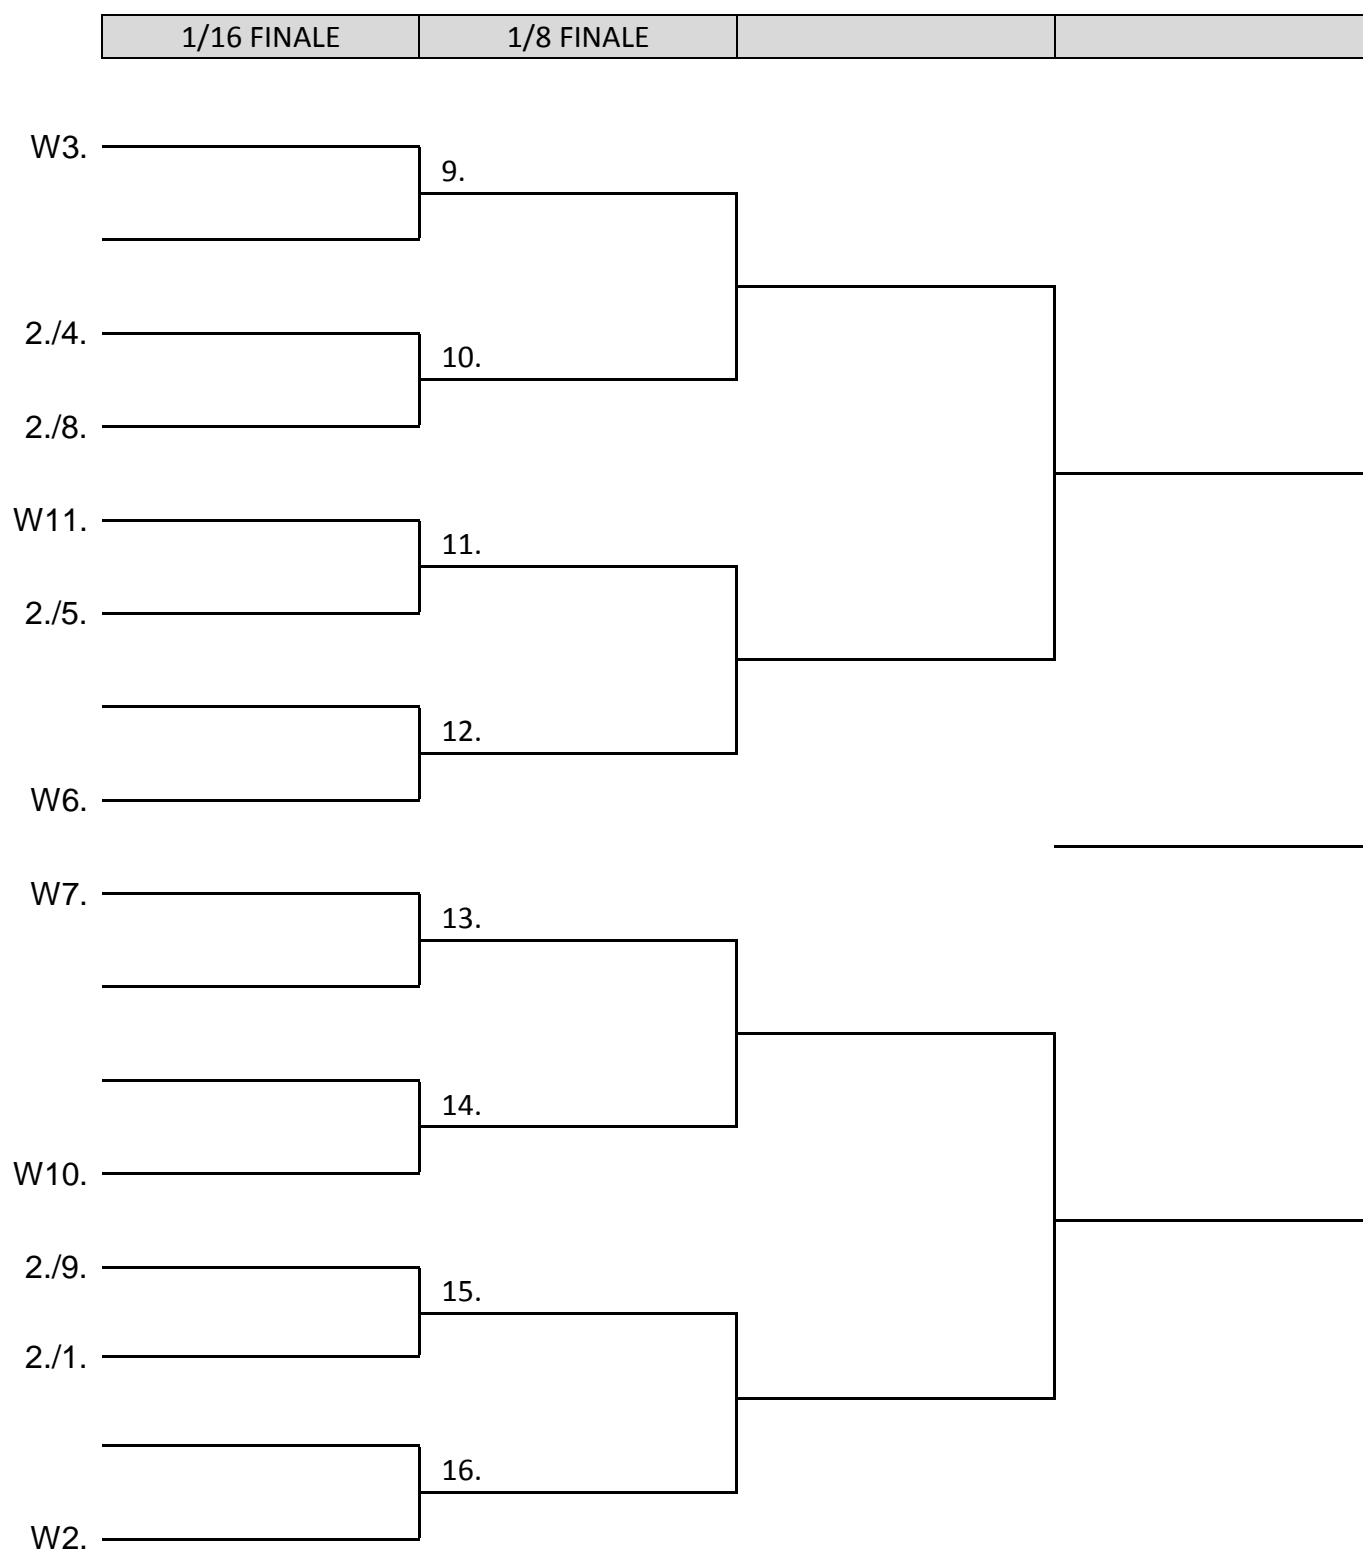 1/16 FINALE 1/8 FINALE
W3.
9.
2./4.
10.
2./8.
W11.
11.
2./5.
12.
W6.
W7.
13.
14.
W10.
2./9.
15.
2./1.
16.
W2.